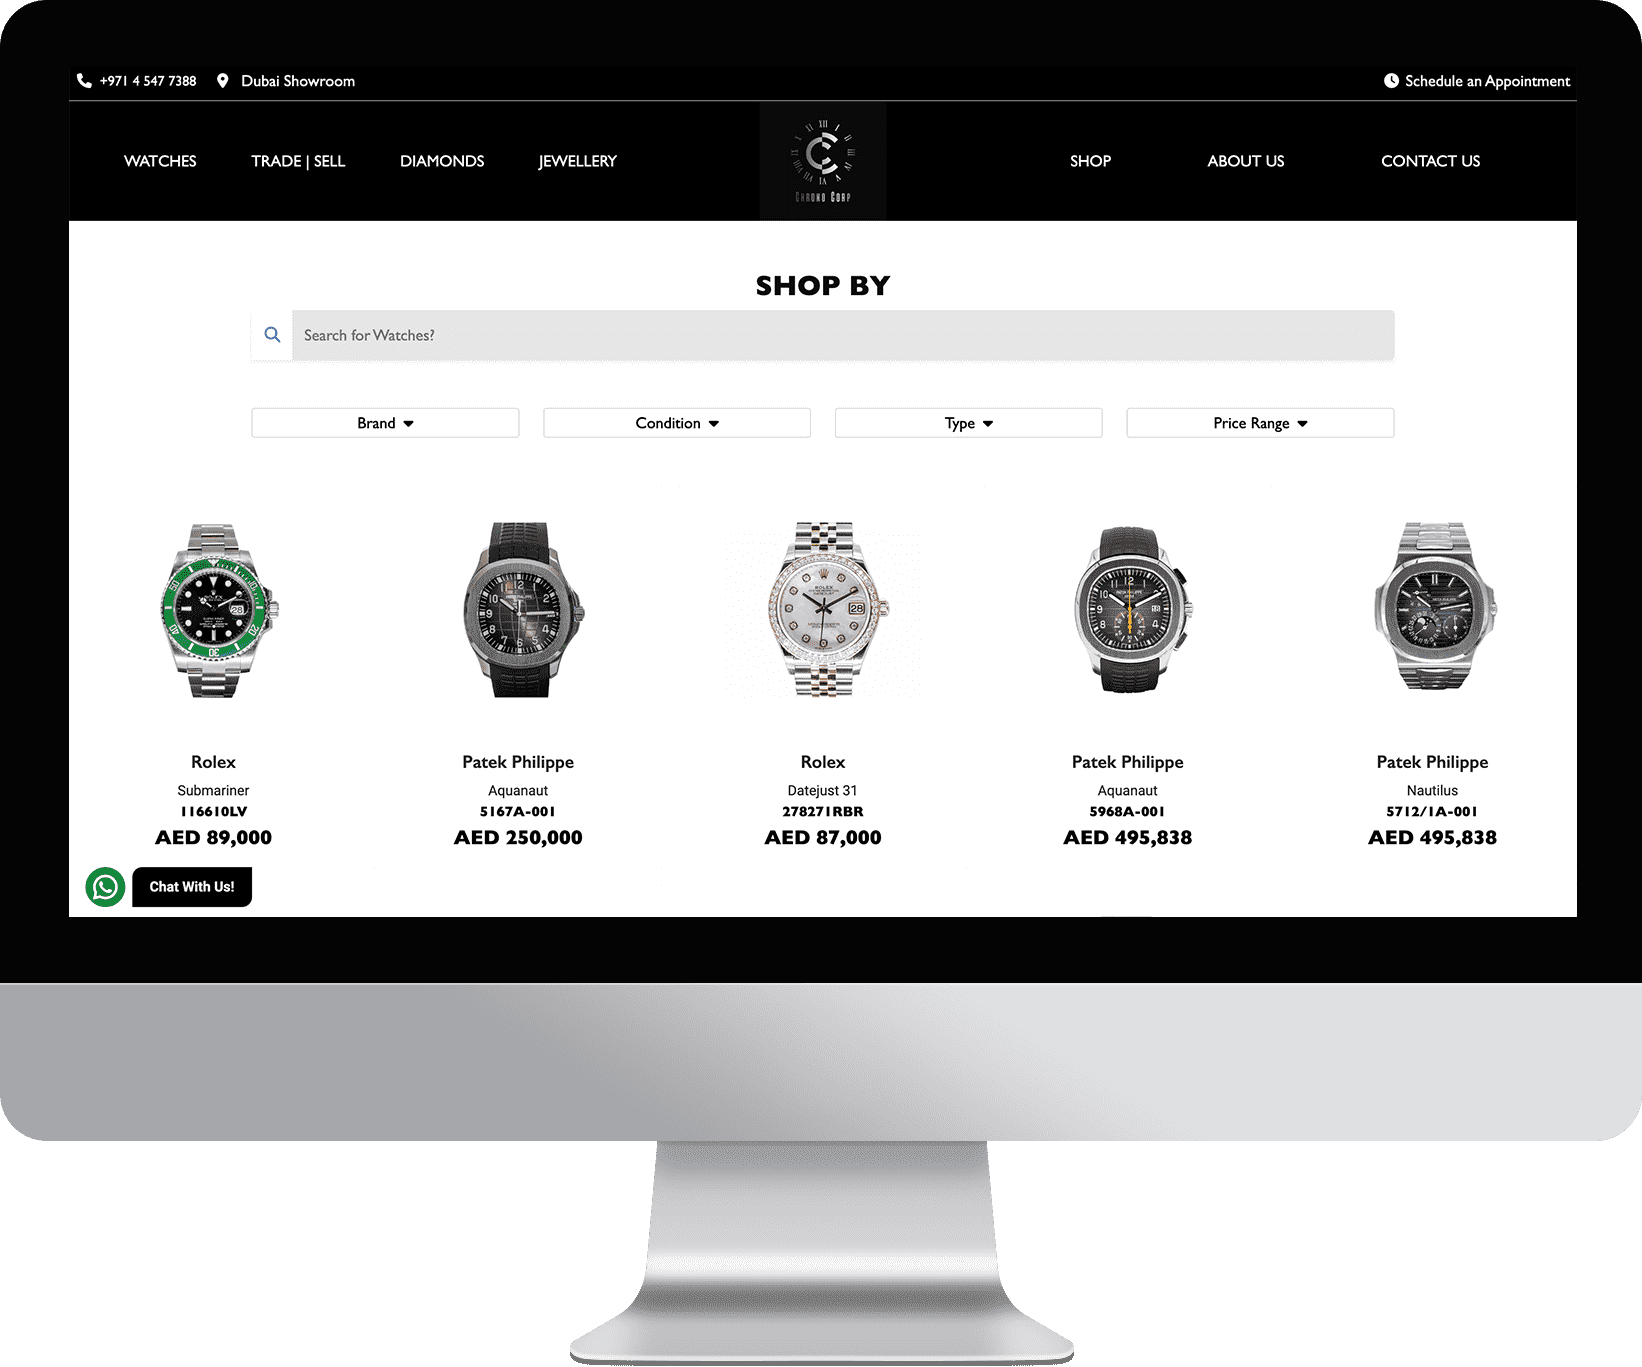 +971 4 547 7388 Dubai Showroom Schedule an Appointment
WATCHES TRADE | SELL DIAMONDS JEWELLERY SHOP ABOUT US CONTACT US
CHRONO CORP
SHOP BY
Search for Watches?
Brand Condition Type Price Range
Rolex
Submariner
116610LV
AED 89,000
Patek Philippe
Aquanaut
5167A-001
AED 250,000
Rolex
Datejust 31
278271RBR
AED 87,000
Patek Philippe
Aquanaut
5968A-001
AED 495,838
Patek Philippe
Nautilus
5712/1A-001
AED 495,838
Chat With Us!